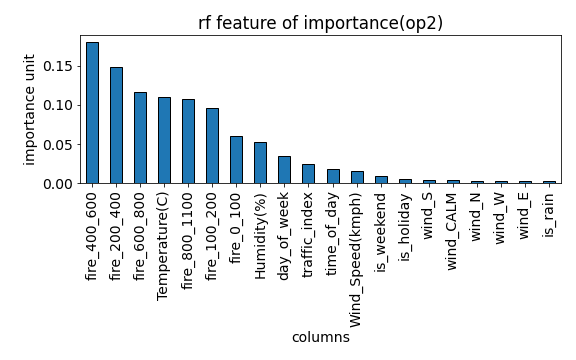 rf feature of importance(op2)
importance unit
0.15
0.10
0.05
0.00
fire_400_600
fire_200_400
fire_600_800
Temperature(C)
fire_800_1100
fire_100_200
fire_0_100
Humidity(%)
day_of_week
traffic_index
time_of_day
Wind_Speed(kmph)
is_weekend
is_holiday
wind_S
wind_CALM
wind_N
wind_W
wind_E
is_rain
columns